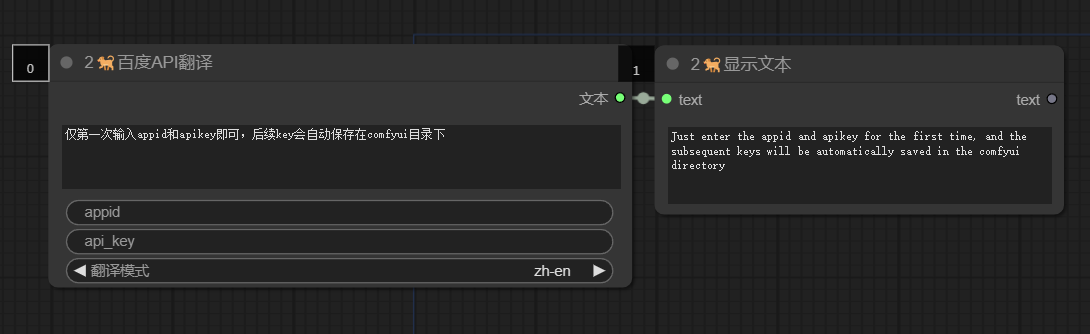 0
2🐕百度API翻译
文本
仅第一次输入appid和apikey即可，后续key会自动保存在comfyui目录下
appid
api_key
翻译模式 zh-en
1
2🐕显示文本
text text
Just enter the appid and apikey for the first time, and the
subsequent keys will be automatically saved in the comfyui
directory